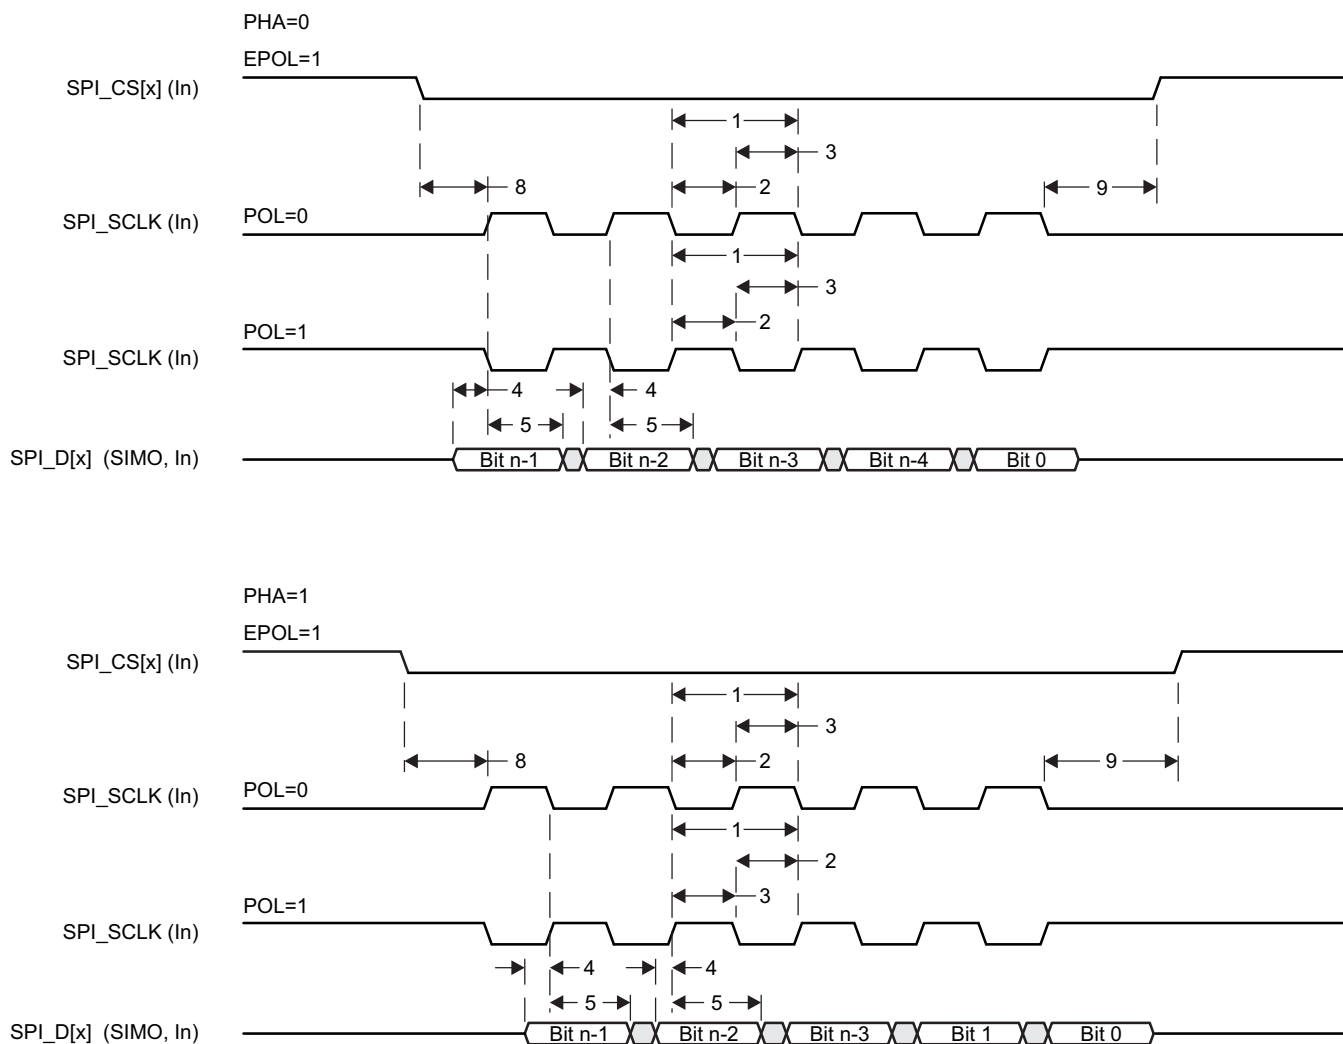 PHA=0
EPOL=1
SPI_CS[x] (In)
1
3
8
2
9
SPI_SCLK (In)
POL=0
1
3
2
POL=1
SPI_SCLK (In)
4
4
5
5
SPI_D[x] (SIMO, In)
Bit n-1
Bit n-2
Bit n-3
Bit n-4
Bit 0
PHA=1
EPOL=1
SPI_CS[x] (In)
1
3
8
2
9
SPI_SCLK (In)
POL=0
1
2
3
POL=1
SPI_SCLK (In)
4
4
5
5
SPI_D[x] (SIMO, In)
Bit n-1
Bit n-2
Bit n-3
Bit 1
Bit 0